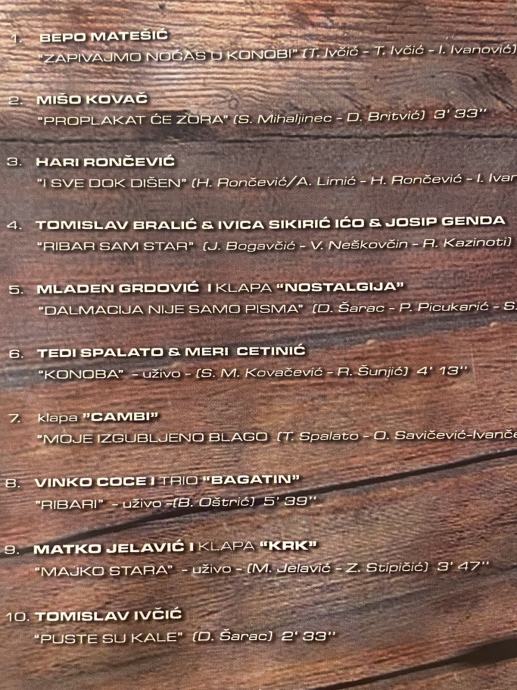 1. BEPO MATEŠIĆ
"ZAPIVAJMO NOĆAS U KONOBI" (T. Ivčić - T. Ivčić - I. Ivanović)
2. MIŠO KOVAČ
"PROPLAKAT ĆE ZORA" (S. Mihaljinec - D. Britvić) 3' 33''
3. HARI RONČEVIĆ
"I SVE DOK DIŠEN" (H. Rončević/A. Limić - H. Rončević - I. Ivan
4. TOMISLAV BRALIĆ & IVICA SIKIRIĆ IĆO & JOSIP GENDA
"RIBAR SAM STAR" (J. Bogavčić - V. Neškovčin - R. Kazinoti)
5. MLADEN GRDOVIĆ I KLAPA "NOSTALGIJA"
"DALMACIJA NIJE SAMO PISMA" (D. Šarac - P. Picukarić - S.
6. TEDI SPALATO & MERI CETINIĆ
"KONOBA" - uživo - (S. M. Kovačević - R. Šunjić) 4' 13''
7. klapa "CAMBI"
"MOJE IZGUBLJENO BLAGO (T. Spalato - O. Savičević-Ivanče
8. VINKO COCE I TRIO "BAGATIN"
"RIBARI" - uživo -(B. Oštrić) 5' 39''
9. MATKO JELAVIĆ I KLAPA "KRK"
"MAJKO STARA" - uživo - (M. Jelavić - Z. Stipičić) 3' 47''
10. TOMISLAV IVČIĆ
"PUSTE SU KALE" (D. Šarac) 2' 33''